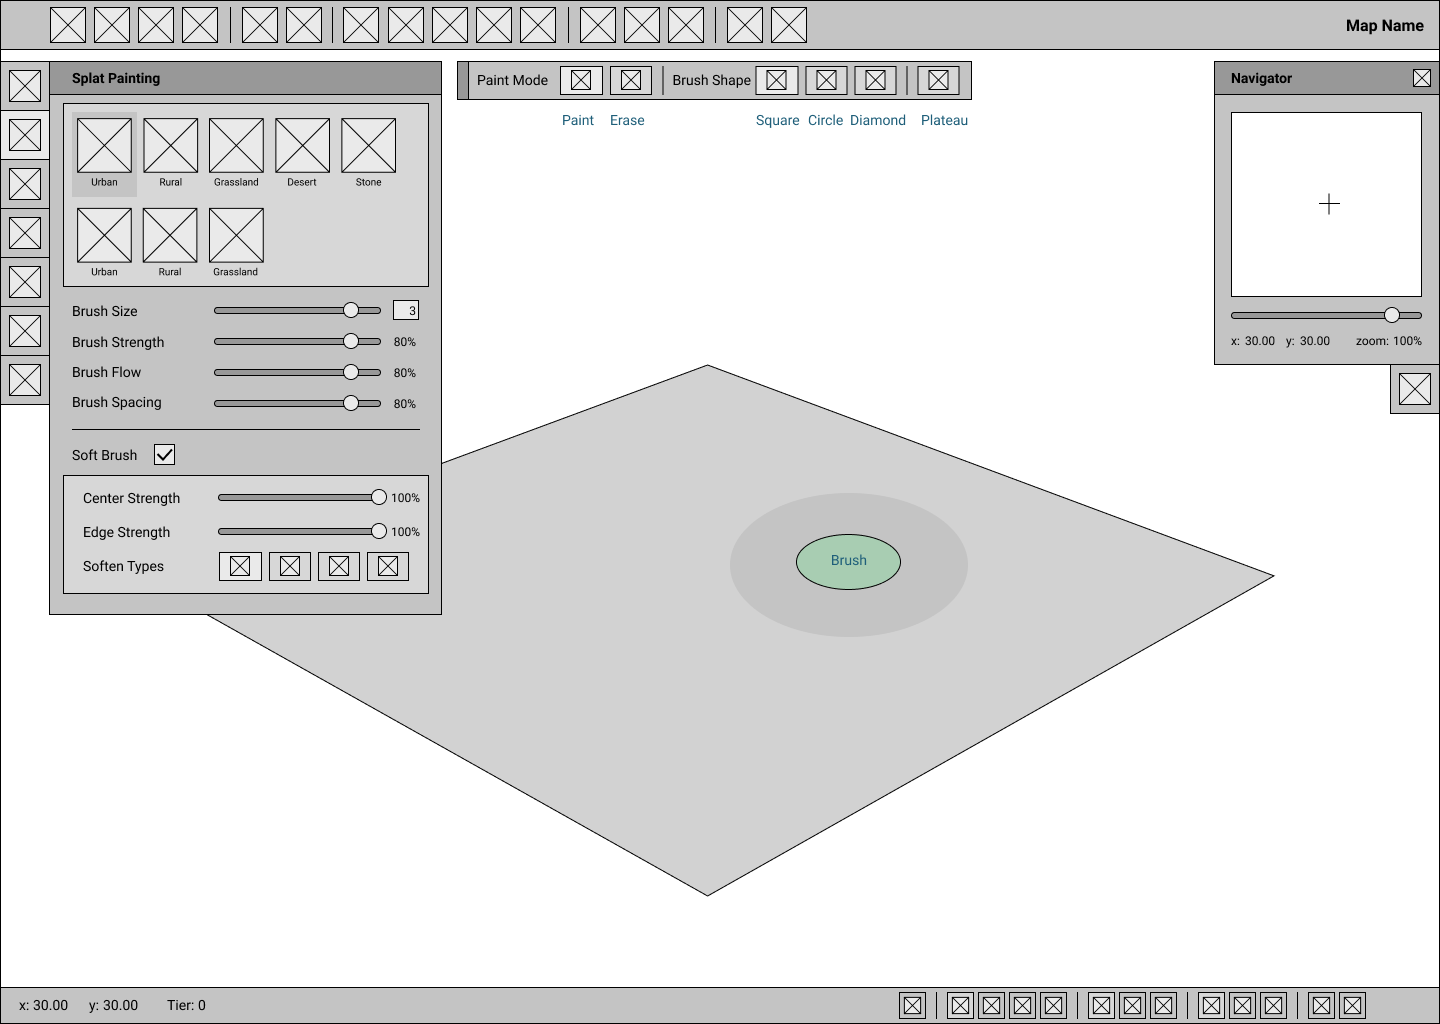 Map Name
Splat Painting
Urban Rural Grassland Desert Stone
Urban Rural Grassland
Brush Size 3
Brush Strength 80%
Brush Flow 80%
Brush Spacing 80%
Soft Brush
Center Strength 100%
Edge Strength 100%
Soften Types
Paint Mode Brush Shape
Paint Erase Square Circle Diamond Plateau
Navigator
x: 30.00 y: 30.00 zoom: 100%
Brush
x: 30.00 y: 30.00 Tier: 0